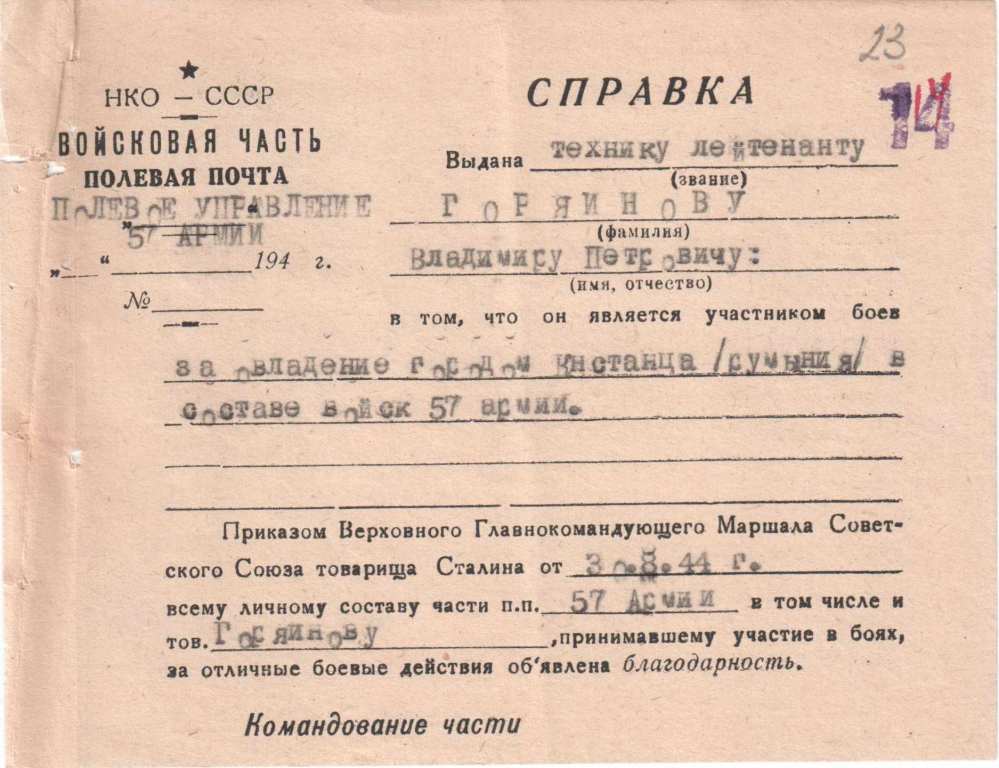 23
14
★
НКО — СССР
ВОЙСКОВАЯ ЧАСТЬ
ПОЛЕВАЯ ПОЧТА
ПоЛЕВоЕ УПРАВЛЕНИЕ
57 АРМИИ
„ “ 194 г.
№
СПРАВКА
Выдана технику лейтенанту
(звание)
ГоРЯИНоВУ
(фамилия)
Владимиру Петровичу:
(имя, отчество)
в том, что он является участником боев
за овладение городом Кнстанца /румыния/ в
составе войск 57 армии.
Приказом Верховного Главнокомандующего Маршала Совет-
ского Союза товарища Сталина от 30.8.44 г.
всему личному составу части п.п. 57 Армии в том числе и
тов. Горяинову ,принимавшему участие в боях,
за отличные боевые действия об'явлена благодарность.
Командование части